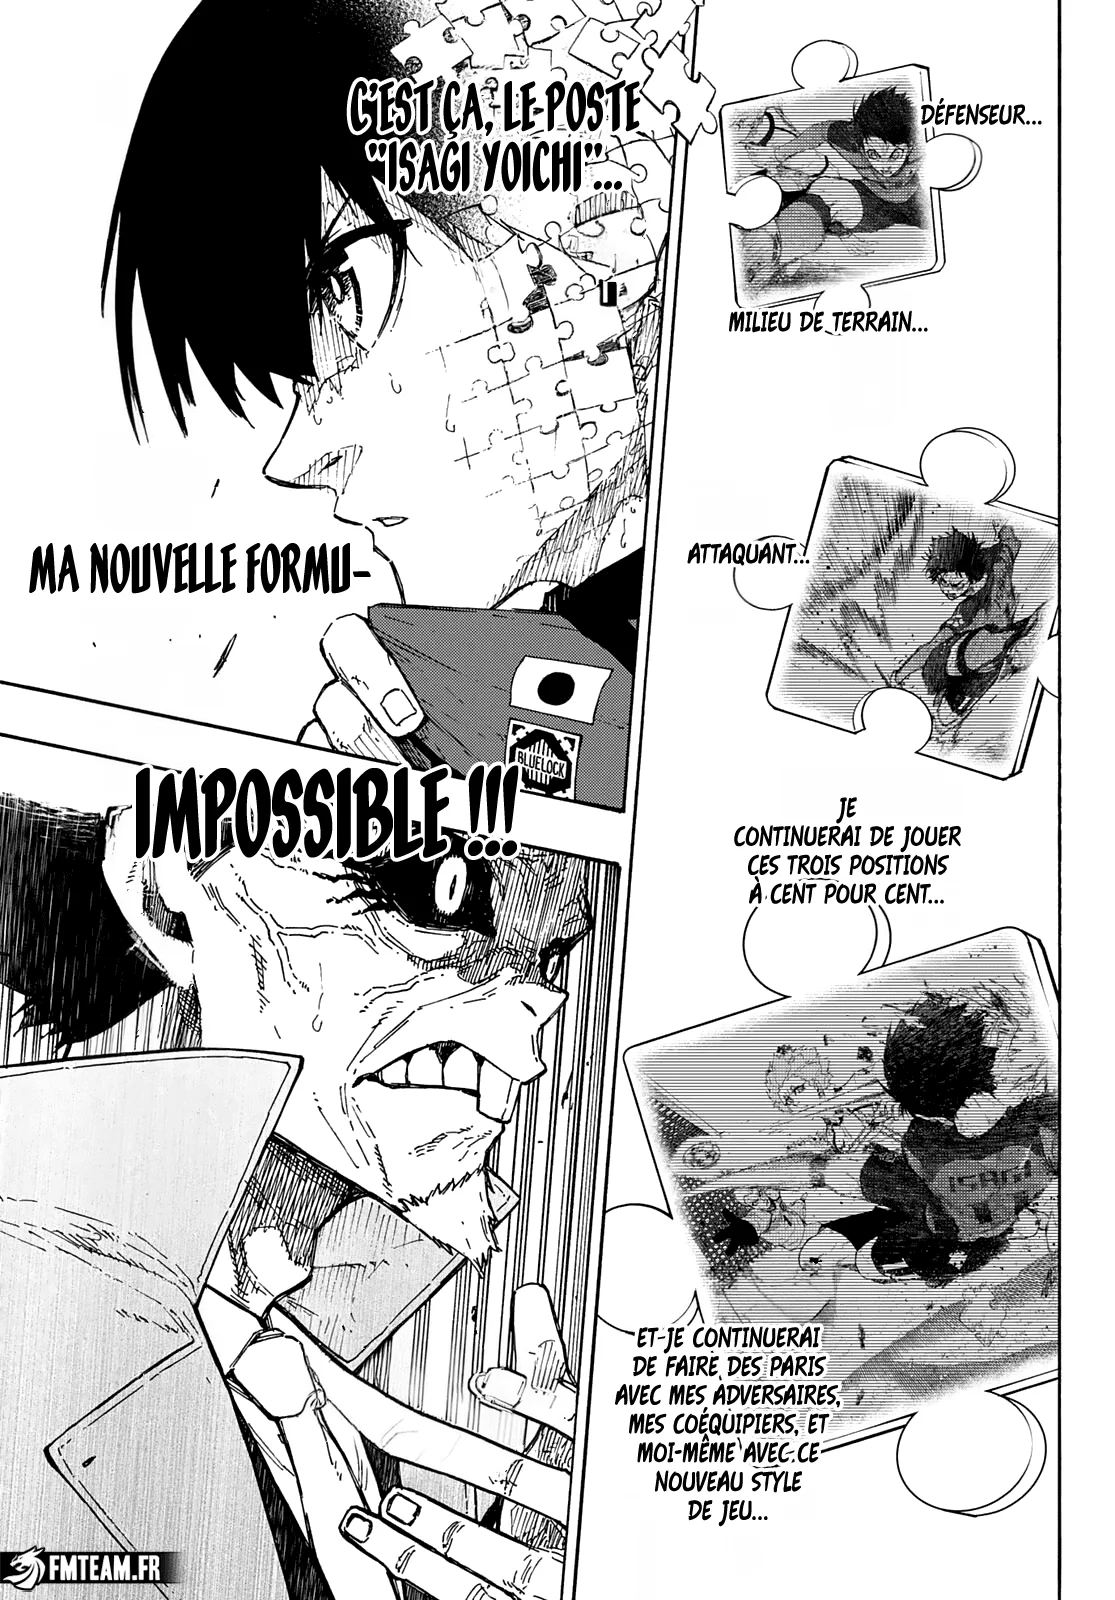 DÉFENSEUR...
MILIEU DE TERRAIN...
ATTAQUANT...
JE
CONTINUERAI DE JOUER
CES TROIS POSITIONS
À CENT POUR CENT...
ISAGI
ET JE CONTINUERAI
DE FAIRE DES PARIS
AVEC MES ADVERSAIRES,
MES COÉQUIPIERS, ET
MOI-MÊME AVEC CE
NOUVEAU STYLE
DE JEU...
C'EST ÇA, LE POSTE
"ISAGI YOICHI"...
MA NOUVELLE FORMU-
BLUELOCK
IMPOSSIBLE !!!
FMTEAM.FR